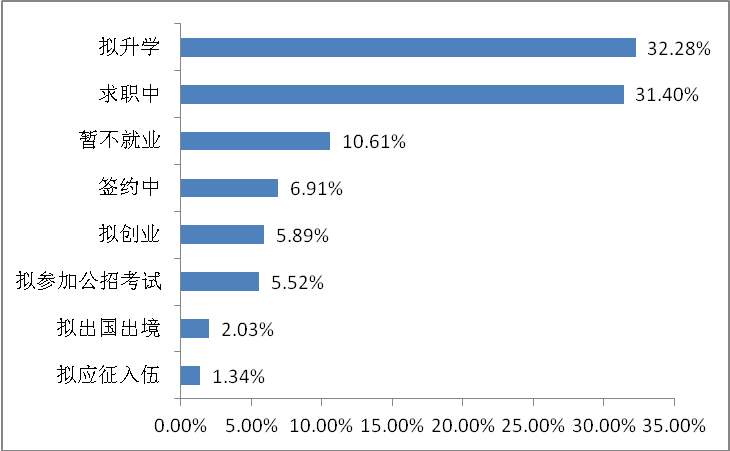 拟升学 32.28%
求职中 31.40%
暂不就业 10.61%
签约中 6.91%
拟创业 5.89%
拟参加公招考试 5.52%
拟出国出境 2.03%
拟应征入伍 1.34%
0.00% 5.00% 10.00% 15.00% 20.00% 25.00% 30.00% 35.00%